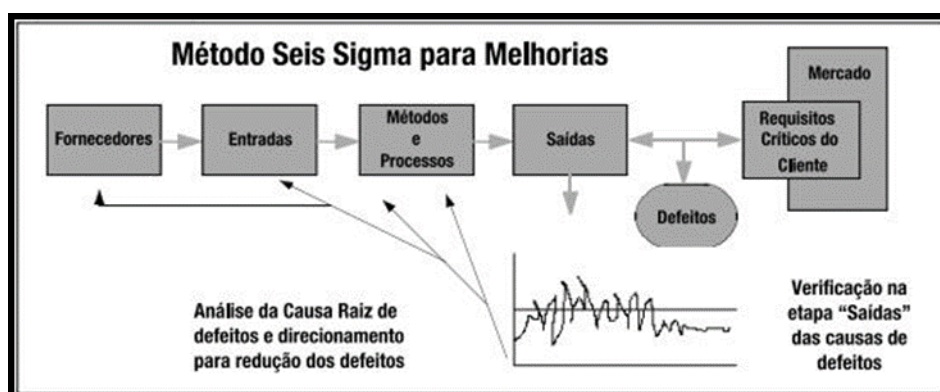 Método Seis Sigma para Melhorias
Mercado
Fornecedores
Entradas
Métodos
e
Processos
Saídas
Requisitos
Críticos do
Cliente
Defeitos
Análise da Causa Raiz de
defeitos e direcionamento
para redução dos defeitos
Verificação na
etapa “Saídas”
das causas de
defeitos